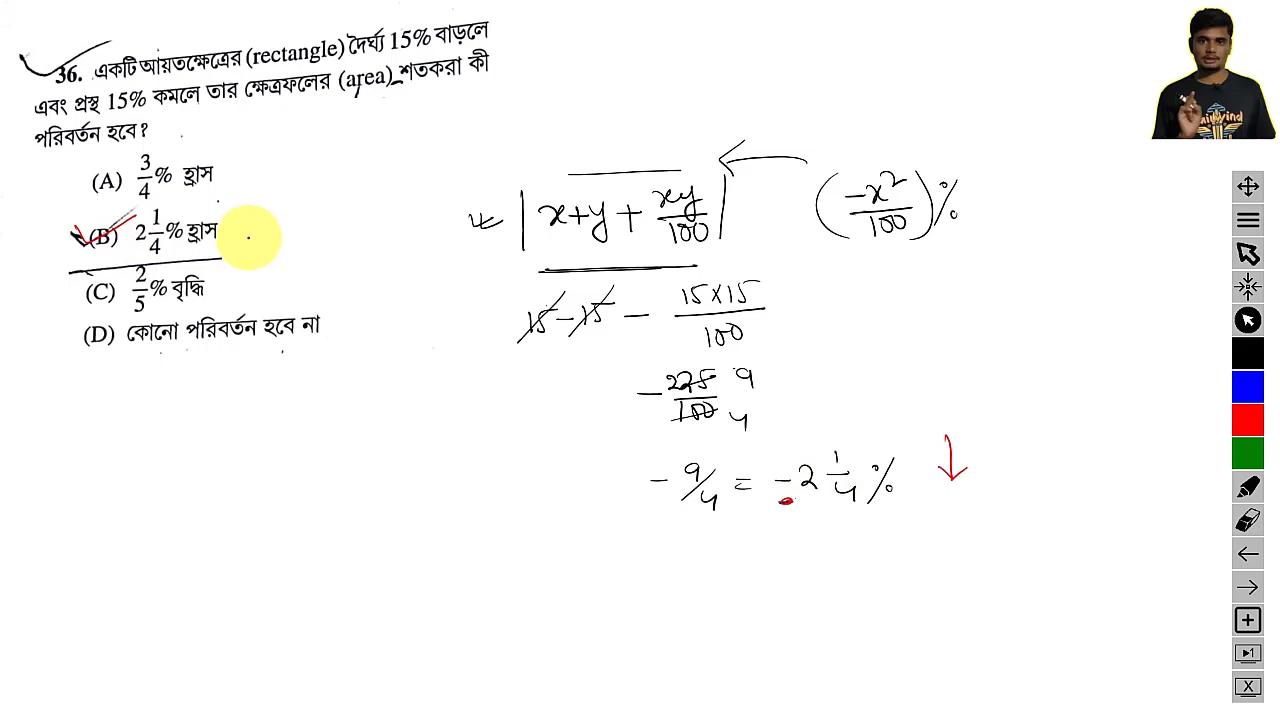 36. একটি আয়তক্ষেত্রের (rectangle) দৈর্ঘ্য 15% বাড়লে
এবং প্রস্থ 15% কমলে তার ক্ষেত্রফলের (area) শতকরা কী
পরিবর্তন হবে?
(A) 3/4% হ্রাস
(B) 2 1/4% হ্রাস
(C) 2/5% বৃদ্ধি
(D) কোনো পরিবর্তন হবে না
| x+y + xy/100 |
(-x²/100)%
15 - 15 - 15×15/100
- 225/100 9/4
- 9/4 = -2 1/4 %